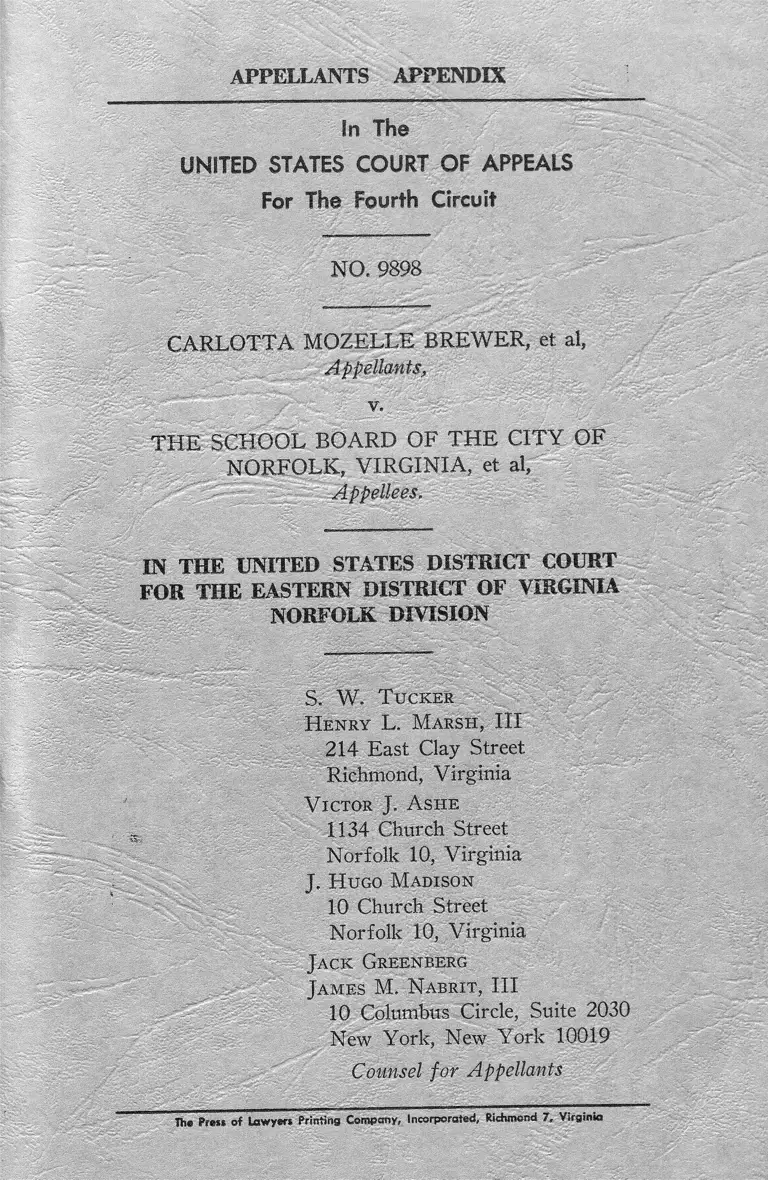 APPELLANTS APPENDIX
In The
UNITED STATES COURT OF APPEALS
For The Fourth Circuit
NO. 9898
CARLOTTA MOZELLE BREWER, et al,
Appellants,
v.
THE SCHOOL BOARD OF THE CITY OF
NORFOLK, VIRGINIA, et al,
Appellees.
IN THE UNITED STATES DISTRICT COURT
FOR THE EASTERN DISTRICT OF VIRGINIA
NORFOLK DIVISION
S. W. TUCKER
HENRY L. MARSH, III
214 East Clay Street
Richmond, Virginia
VICTOR J. ASHE
1134 Church Street
Norfolk 10, Virginia
J. HUGO MADISON
10 Church Street
Norfolk 10, Virginia
JACK GREENBERG
JAMES M. NABRIT, III
10 Columbus Circle, Suite 2030
New York, New York 10019
Counsel for Appellants
The Press of Lawyers Printing Company, Incorporated, Richmond 7, Virginia